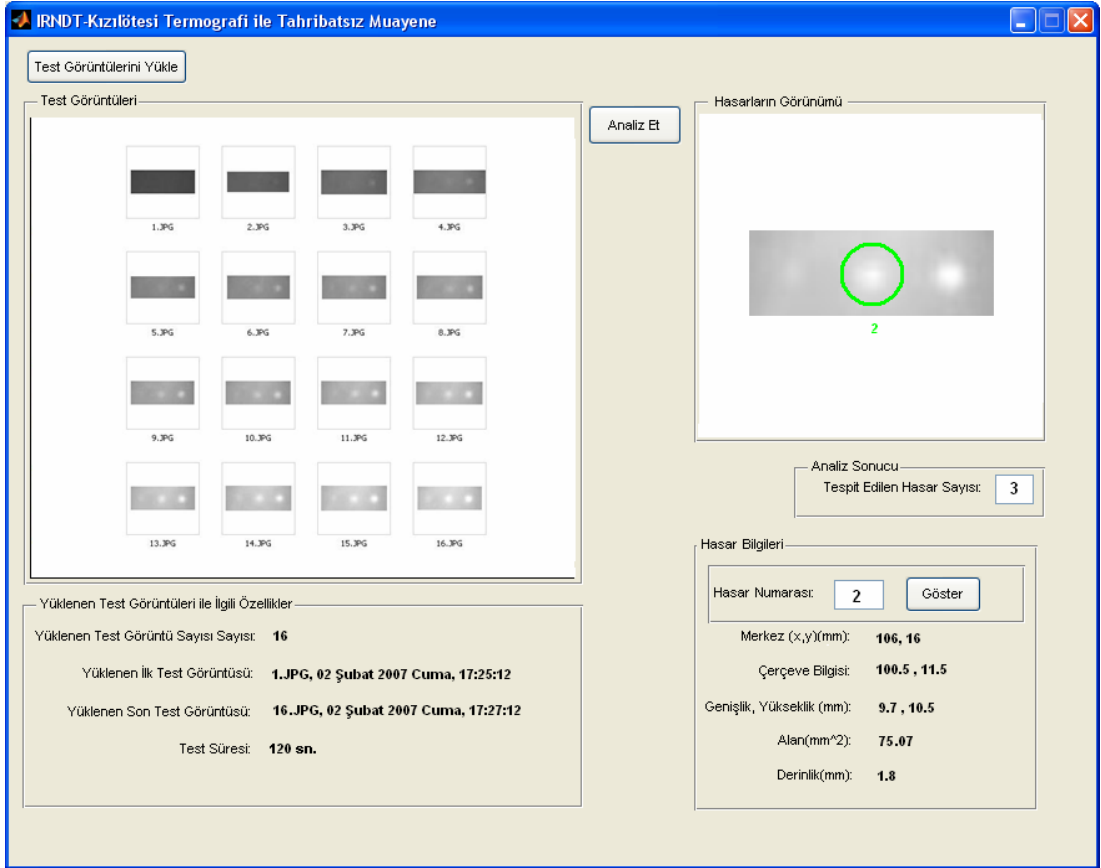 IRNDT-Kızılötesi Termografi ile Tahribatsız Muayene
Test Görüntülerini Yükle
Test Görüntüleri
1.JPG 2.JPG 3.JPG 4.JPG
5.JPG 6.JPG 7.JPG 8.JPG
9.JPG 10.JPG 11.JPG 12.JPG
13.JPG 14.JPG 15.JPG 16.JPG
Analiz Et
Hasarların Görünümü
2
Analiz Sonucu
Tespit Edilen Hasar Sayısı: 3
Yüklenen Test Görüntüleri ile İlgili Özellikler
Yüklenen Test Görüntü Sayısı Sayısı: 16
Yüklenen İlk Test Görüntüsü: 1.JPG, 02 Şubat 2007 Cuma, 17:25:12
Yüklenen Son Test Görüntüsü: 16.JPG, 02 Şubat 2007 Cuma, 17:27:12
Test Süresi: 120 sn.
Hasar Bilgileri
Hasar Numarası: 2 Göster
Merkez (x,y)(mm): 106, 16
Çerçeve Bilgisi: 100.5 , 11.5
Genişlik, Yükseklik (mm): 9.7 , 10.5
Alan(mm^2): 75.07
Derinlik(mm): 1.8